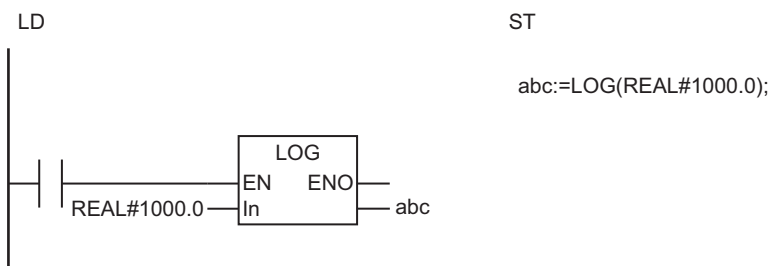 LD
ST
abc:=LOG(REAL#1000.0);
LOG
EN ENO
REAL#1000.0 In abc